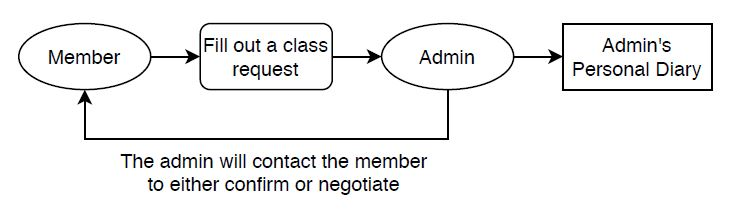 Member
Fill out a class
request
Admin
Admin's
Personal Diary
The admin will contact the member
to either confirm or negotiate